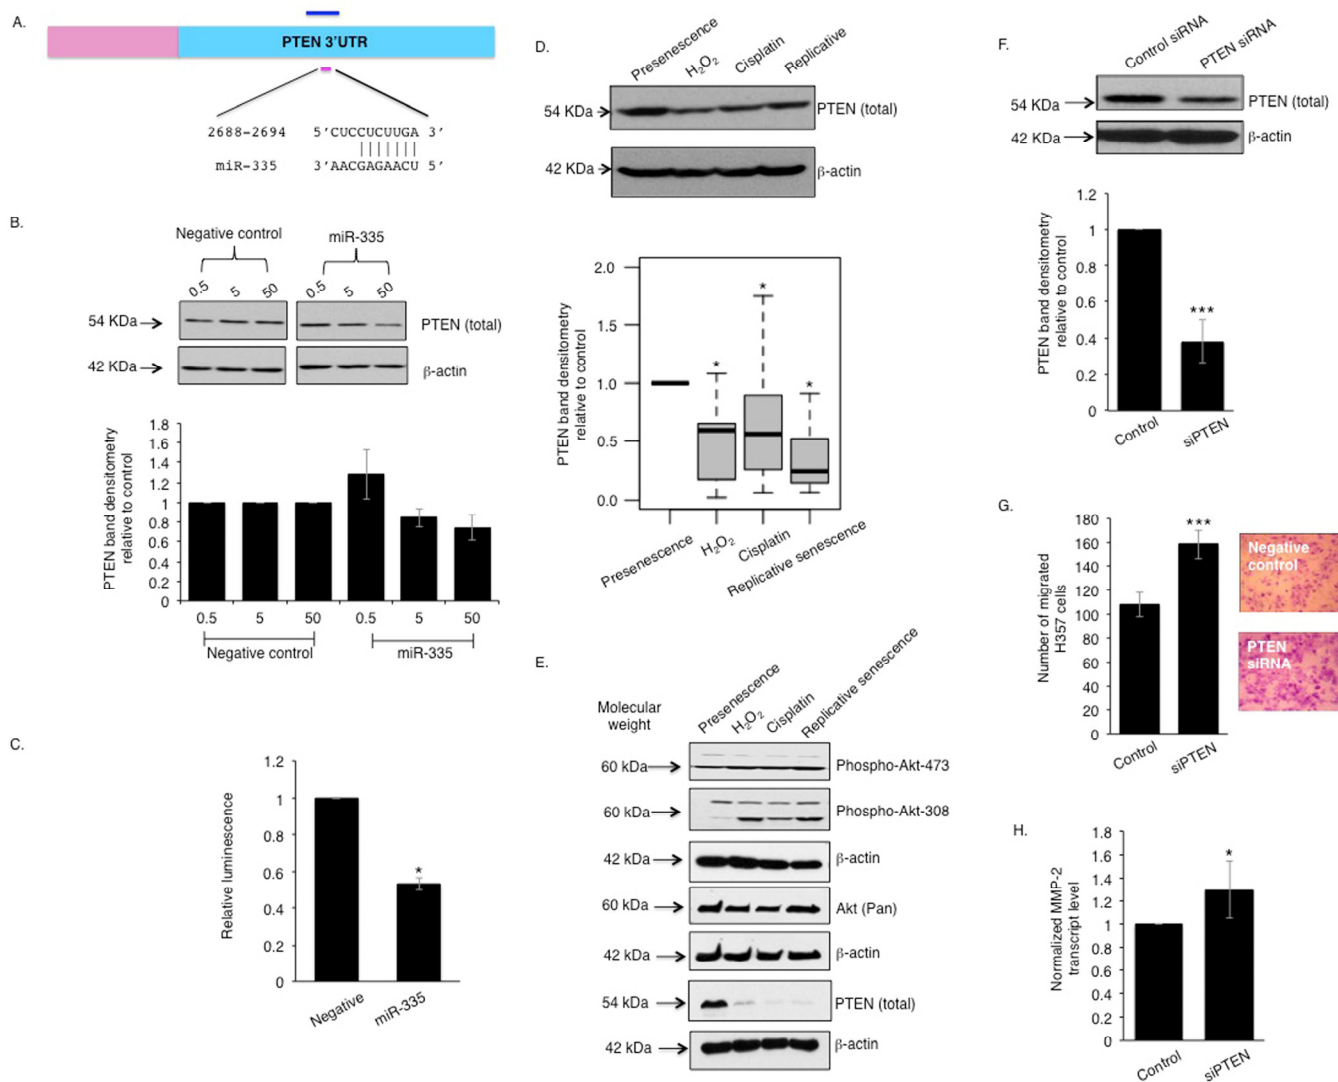 A.
PTEN 3'UTR
2688-2694 5'CUCCUCUUGA 3'
miR-335 3'AACGAGAACU 5'
B.
Negative control miR-335
0.5 5 50 0.5 5 50
54 KDa PTEN (total)
42 KDa β-actin
PTEN band densitometry
relative to control
1.8
1.6
1.4
1.2
1
0.8
0.6
0.4
0.2
0
0.5 5 50 0.5 5 50
Negative control miR-335
C.
Relative luminescence
1.2
1
0.8
0.6
0.4
0.2
0
*
Negative miR-335
D.
Presenescence H2O2 Cisplatin Replicative
54 KDa PTEN (total)
42 KDa β-actin
PTEN band densitometry
relative to control
2.0
1.5
1.0
0.5
0.0
* * *
Presenescence H2O2 Cisplatin Replicative senescence
E.
Molecular
weight
Presenescence H2O2 Cisplatin Replicative senescence
60 kDa Phospho-Akt-473
60 kDa Phospho-Akt-308
42 kDa β-actin
60 kDa Akt (Pan)
42 kDa β-actin
54 kDa PTEN (total)
42 kDa β-actin
F.
Control siRNA PTEN siRNA
54 KDa PTEN (total)
42 KDa β-actin
PTEN band densitometry
relative to control
1.2
1
0.8
0.6
0.4
0.2
0
***
Control siPTEN
G.
Number of migrated
H357 cells
180
160
140
120
100
80
60
40
20
0
***
Control siPTEN
Negative
control
PTEN
siRNA
H.
Normalized MMP-2
transcript level
1.8
1.6
1.4
1.2
1
0.8
0.6
0.4
0.2
0
*
Control siPTEN